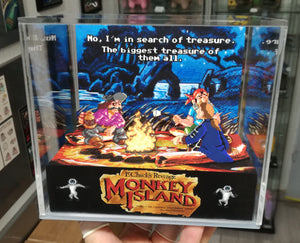 No, I'm in search of treasure.
The biggest treasure of
them all.
LeChuck's Revenge
MONKEY
ISLAND